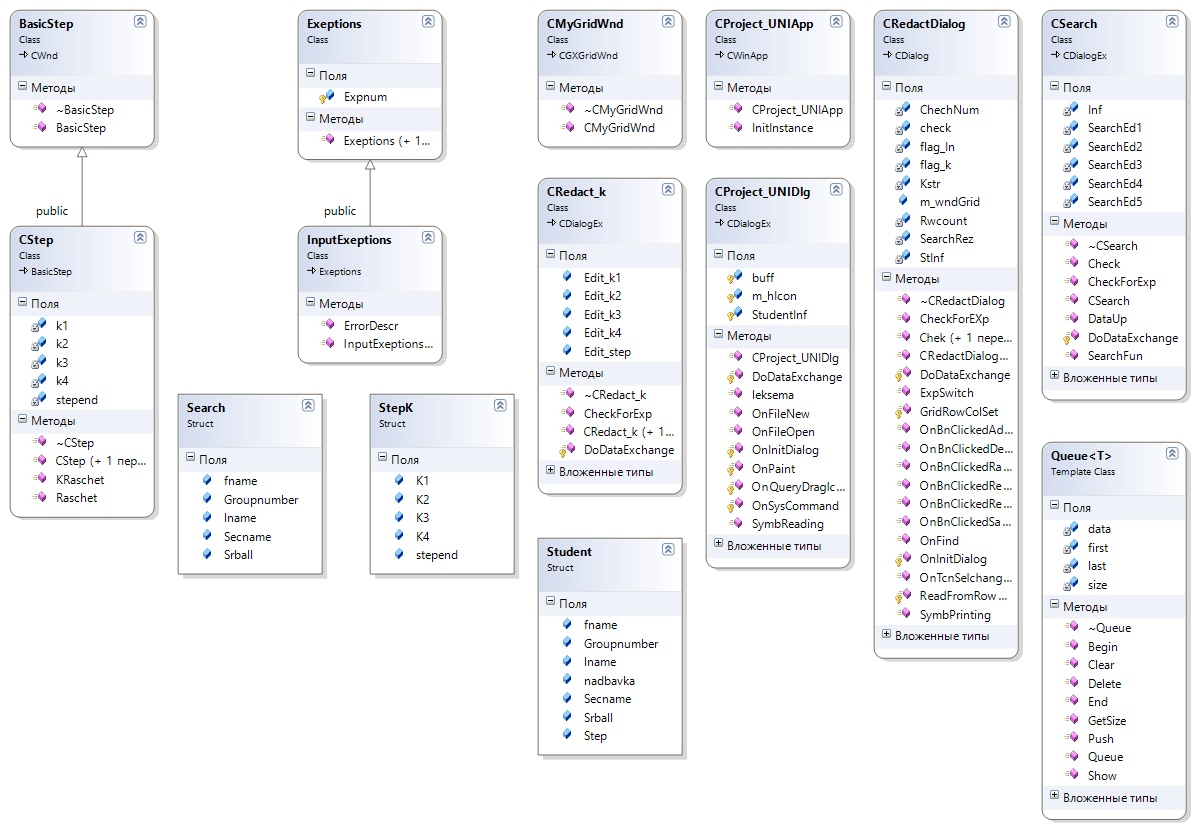 BasicStep
Class
CWnd
Методы
~BasicStep
BasicStep
public
CStep
Class
BasicStep
Поля
k1
k2
k3
k4
stepend
Методы
~CStep
CStep (+ 1 пер...
KRaschet
Raschet
Exeptions
Class
Поля
Expnum
Методы
Exeptions (+ 1...
public
InputExeptions
Class
Exeptions
Методы
ErrorDescr
InputExeptions...
Search
Struct
Поля
fname
Groupnumber
lname
Secname
Srball
StepK
Struct
Поля
K1
K2
K3
K4
stepend
CMyGridWnd
Class
CGXGridWnd
Методы
~CMyGridWnd
CMyGridWnd
CRedact_k
Class
CDialogEx
Поля
Edit_k1
Edit_k2
Edit_k3
Edit_k4
Edit_step
Методы
~CRedact_k
CheckForExp
CRedact_k (+ 1...
DoDataExchange
Вложенные типы
Student
Struct
Поля
fname
Groupnumber
lname
nadbavka
Secname
Srball
Step
CProject_UNIApp
Class
CWinApp
Методы
CProject_UNIApp
InitInstance
CProject_UNIDlg
Class
CDialogEx
Поля
buff
m_hIcon
StudentInf
Методы
CProject_UNIDlg
DoDataExchange
leksema
OnFileNew
OnFileOpen
OnInitDialog
OnPaint
OnQueryDragIc...
OnSysCommand
SymbReading
Вложенные типы
CRedactDialog
Class
CDialog
Поля
ChechNum
check
flag_ln
flag_k
Kstr
m_wndGrid
Rwcount
SearchRez
StInf
Методы
~CRedactDialog
CheckForEXp
Chek (+ 1 пере...
CRedactDialog...
DoDataExchange
ExpSwitch
GridRowColSet
OnBnClickedAd...
OnBnClickedDe...
OnBnClickedRa...
OnBnClickedRe...
OnBnClickedRe...
OnBnClickedSa...
OnFind
OnInitDialog
OnTcnSelchang...
ReadFromRow ...
SymbPrinting
Вложенные типы
CSearch
Class
CDialogEx
Поля
Inf
SearchEd1
SearchEd2
SearchEd3
SearchEd4
SearchEd5
Методы
~CSearch
Check
CheckForExp
CSearch
DataUp
DoDataExchange
SearchFun
Вложенные типы
Queue<T>
Template Class
Поля
data
first
last
size
Методы
~Queue
Begin
Clear
Delete
End
GetSize
Push
Queue
Show
Вложенные типы